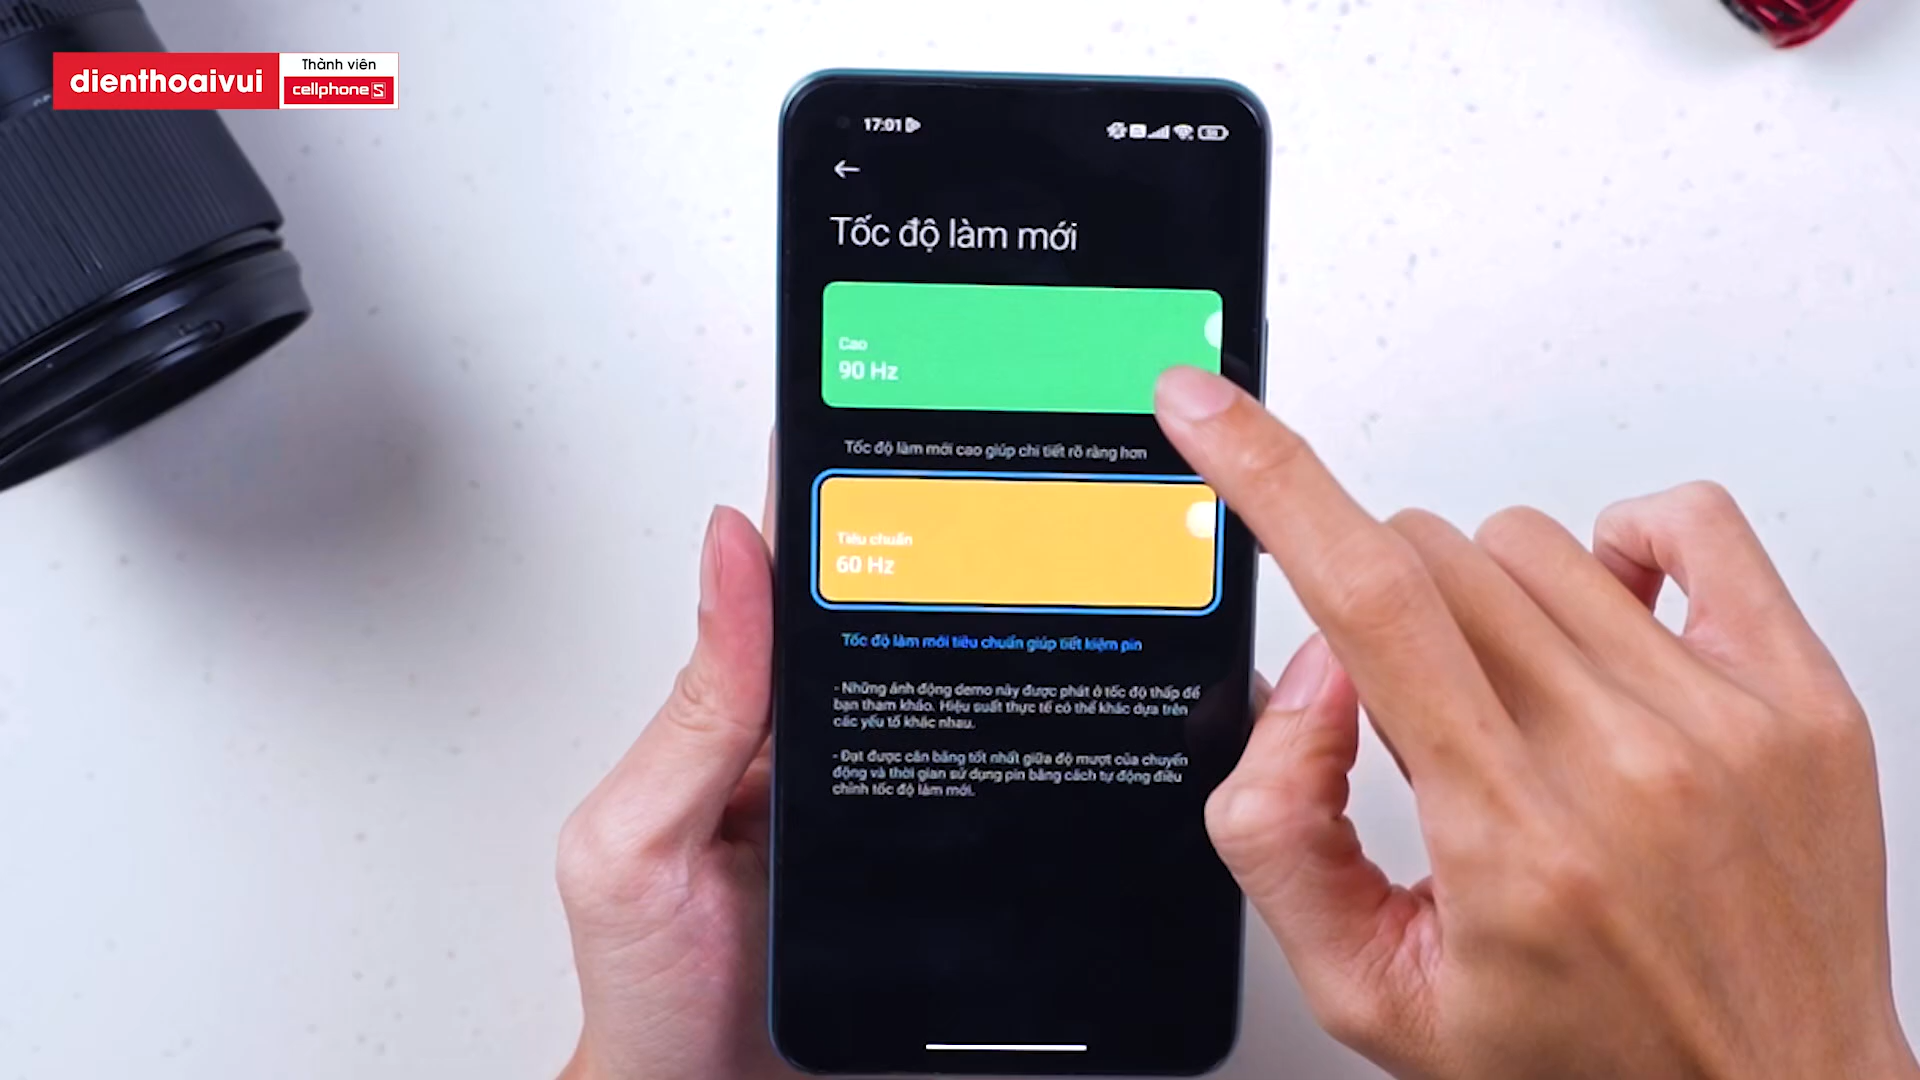 dienthoaivui
Thành viên
cellphoneS
17:01
Tốc độ làm mới
Cao
90 Hz
Tốc độ làm mới cao giúp chi tiết rõ ràng hơn
Tiêu chuẩn
60 Hz
Tốc độ làm mới tiêu chuẩn giúp tiết kiệm pin
- Những ảnh động demo này được phát ở tốc độ thấp để
bạn tham khảo. Hiệu suất thực tế có thể khác dựa trên
các yếu tố khác nhau.
- Đạt được cân bằng tốt nhất giữa độ mượt của chuyển
động và thời gian sử dụng pin bằng cách tự động điều
chỉnh tốc độ làm mới.